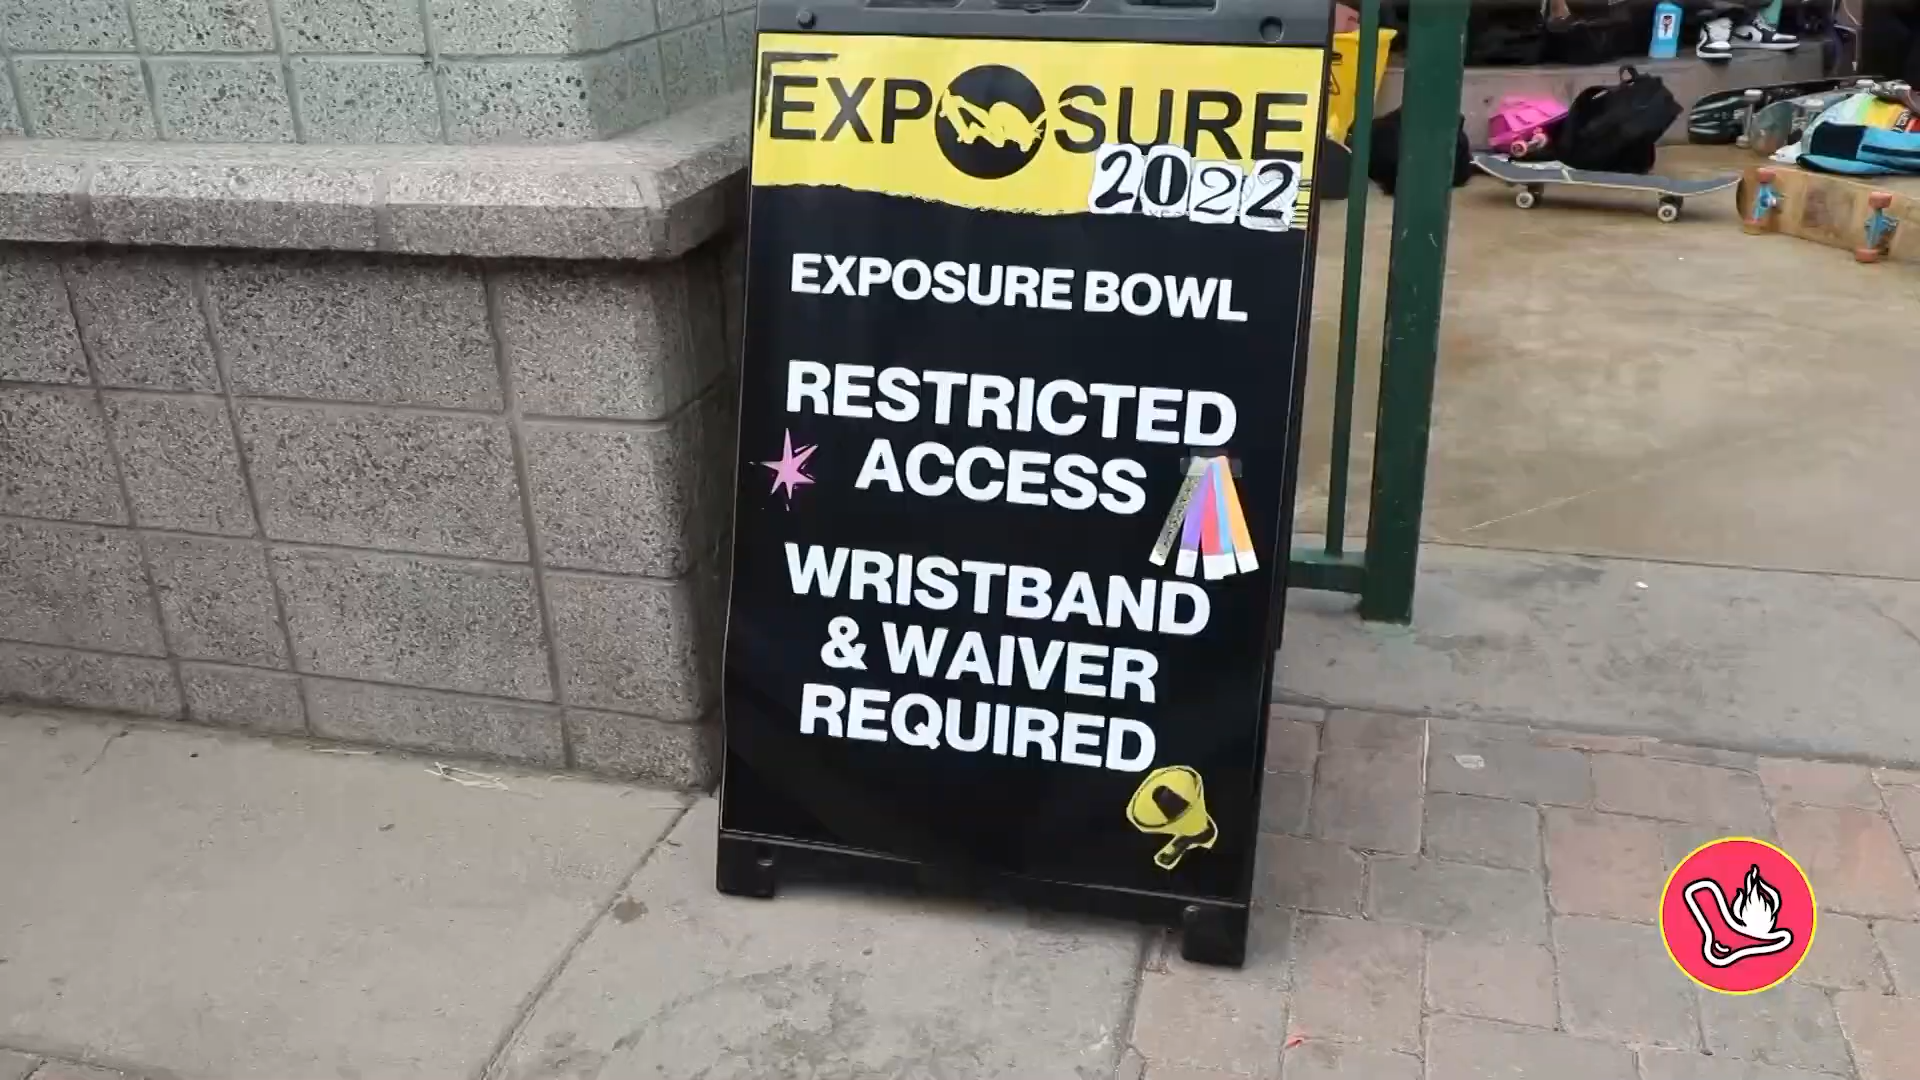 EXPOSURE
2022
EXPOSURE BOWL
RESTRICTED
ACCESS
WRISTBAND
& WAIVER
REQUIRED